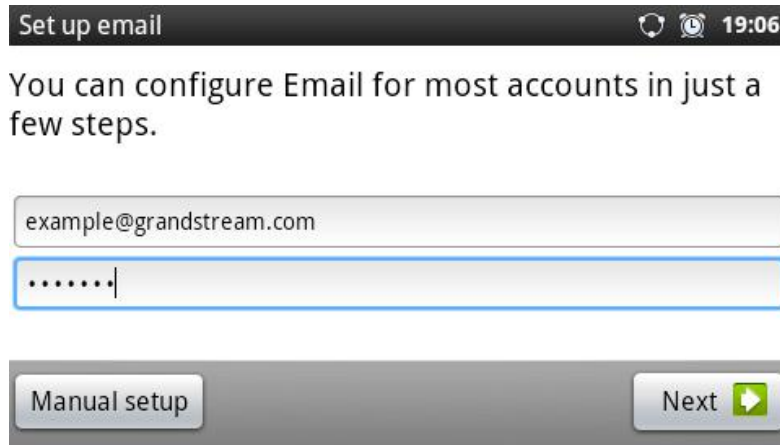 Set up email 19:06
You can configure Email for most accounts in just a
few steps.
example@grandstream.com
•••••••
Manual setup Next